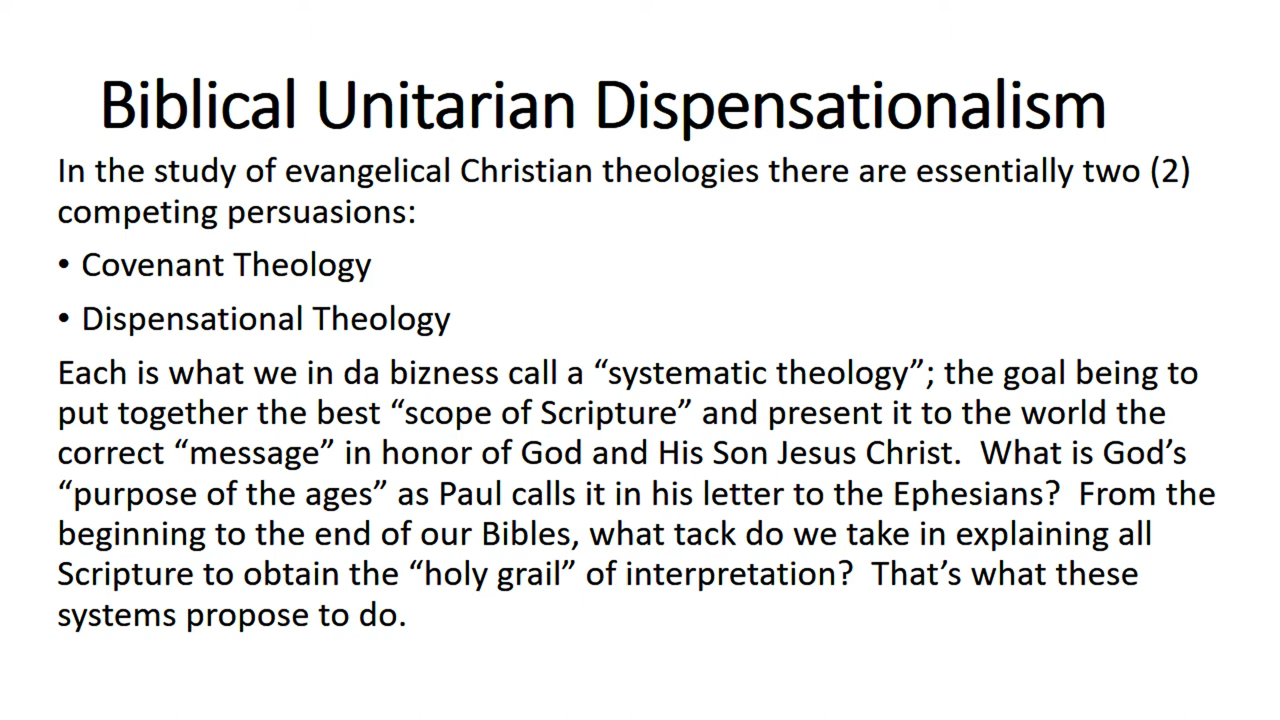 Biblical Unitarian Dispensationalism
In the study of evangelical Christian theologies there are essentially two (2)
competing persuasions:
• Covenant Theology
• Dispensational Theology
Each is what we in da bizness call a “systematic theology”; the goal being to
put together the best “scope of Scripture” and present it to the world the
correct “message” in honor of God and His Son Jesus Christ.  What is God’s
“purpose of the ages” as Paul calls it in his letter to the Ephesians?  From the
beginning to the end of our Bibles, what tack do we take in explaining all
Scripture to obtain the “holy grail” of interpretation?  That’s what these
systems propose to do.